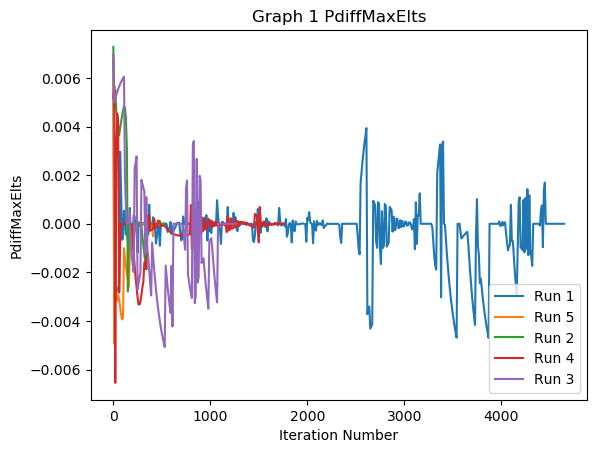 Graph 1 PdiffMaxElts
PdiffMaxElts
0.006
0.004
0.002
0.000
−0.002
−0.004
−0.006
0
1000
2000
3000
4000
Iteration Number
Run 1
Run 5
Run 2
Run 4
Run 3